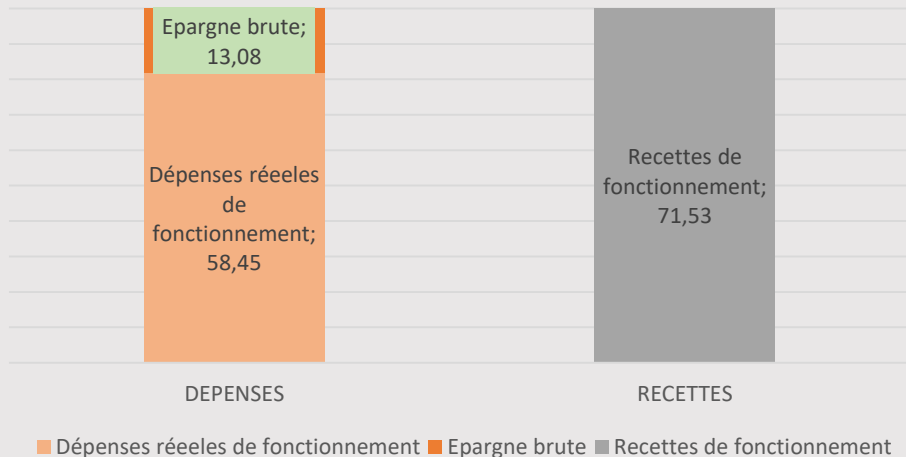 Epargne brute;
13,08
Dépenses réeeles
de
fonctionnement;
58,45
Recettes de
fonctionnement;
71,53
DEPENSES
RECETTES
Dépenses réeeles de fonctionnement Epargne brute Recettes de fonctionnement